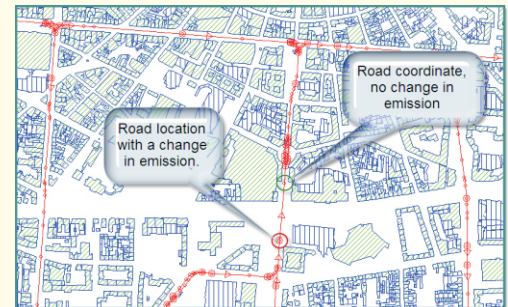 Road coordinate,
no change in
emission
Road location
with a change
in emission.